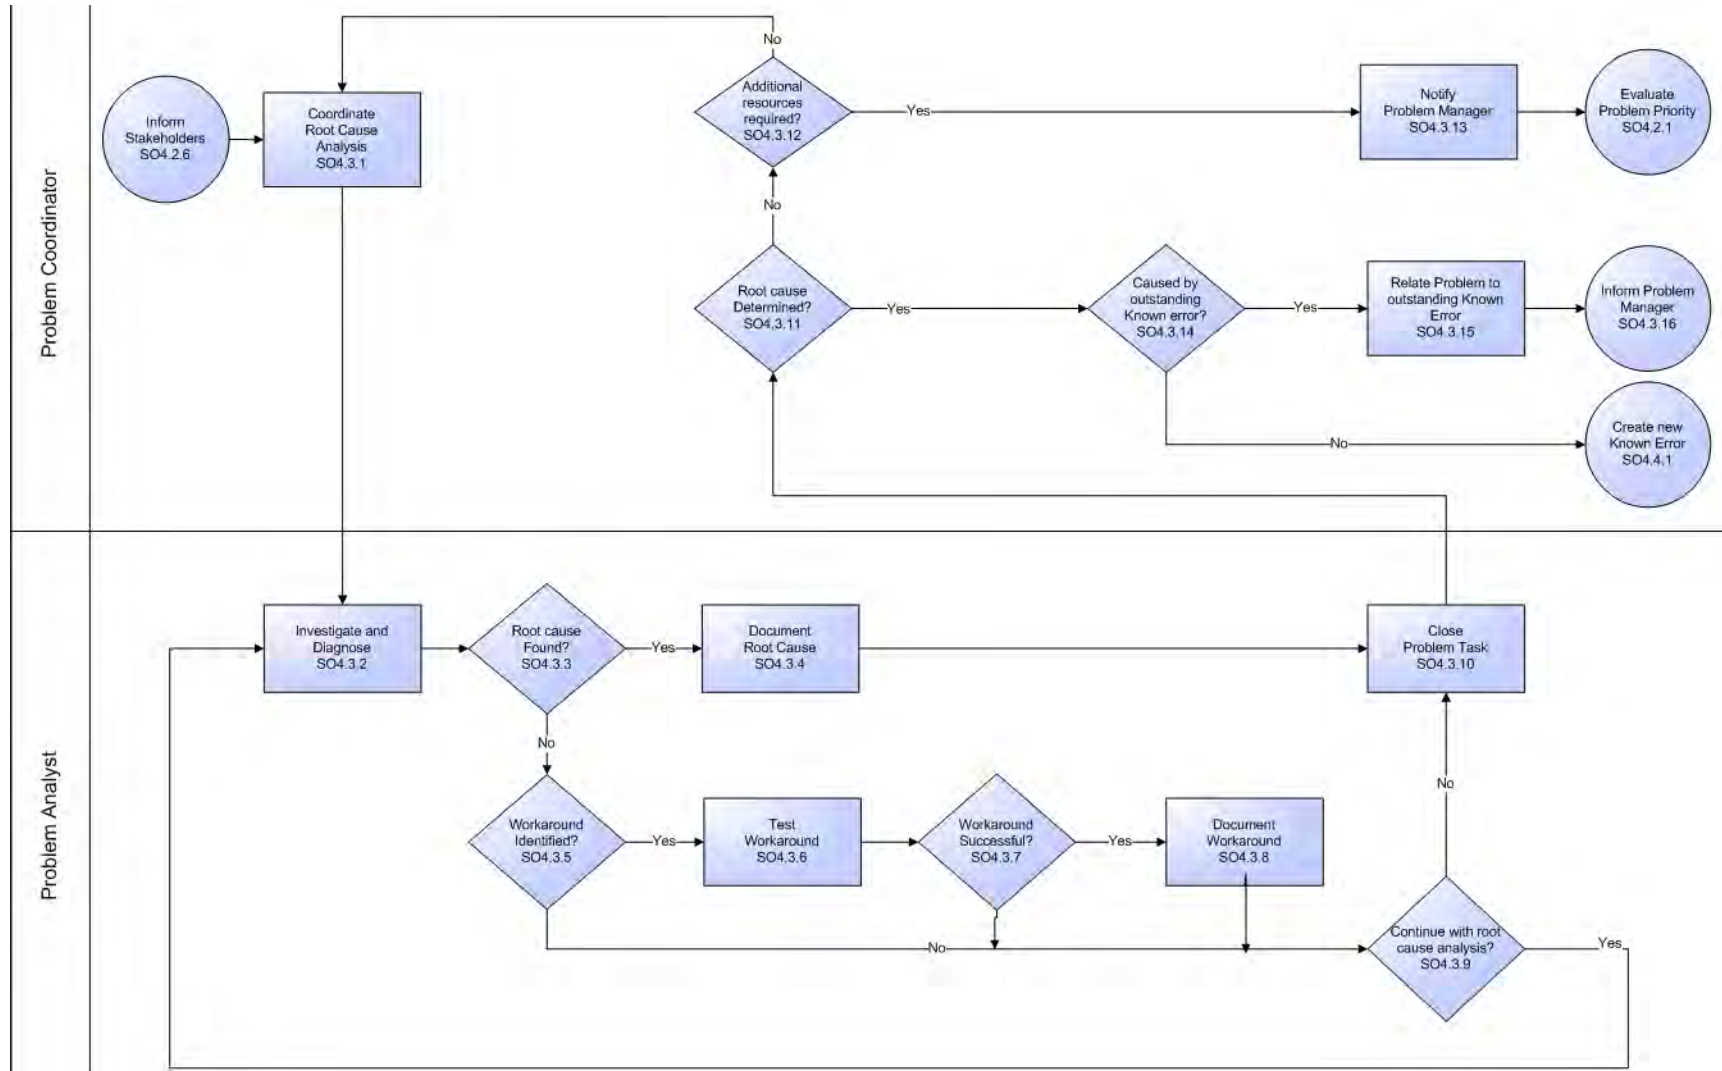 Problem Coordinator
Inform
Stakeholders
SO4.2.6
Coordinate
Root Cause
Analysis
SO4.3.1
No
Additional
resources
required?
SO4.3.12
Yes
Notify
Problem Manager
SO4.3.13
Evaluate
Problem Priority
SO4.2.1
No
Root cause
Determined?
SO4.3.11
Yes
Caused by
outstanding
Known error?
SO4.3.14
Yes
Relate Problem to
outstanding Known
Error
SO4.3.15
Inform Problem
Manager
SO4.3.16
No
Create new
Known Error
SO4.4.1
Problem Analyst
Investigate and
Diagnose
SO4.3.2
Root cause
Found?
SO4.3.3
Yes
Document
Root Cause
SO4.3.4
Close
Problem Task
SO4.3.10
No
Workaround
Identified?
SO4.3.5
Yes
Test
Workaround
SO4.3.6
Workaround
Successful?
SO4.3.7
Yes
Document
Workaround
SO4.3.8
No
No
Continue with root
cause analysis?
SO4.3.9
Yes